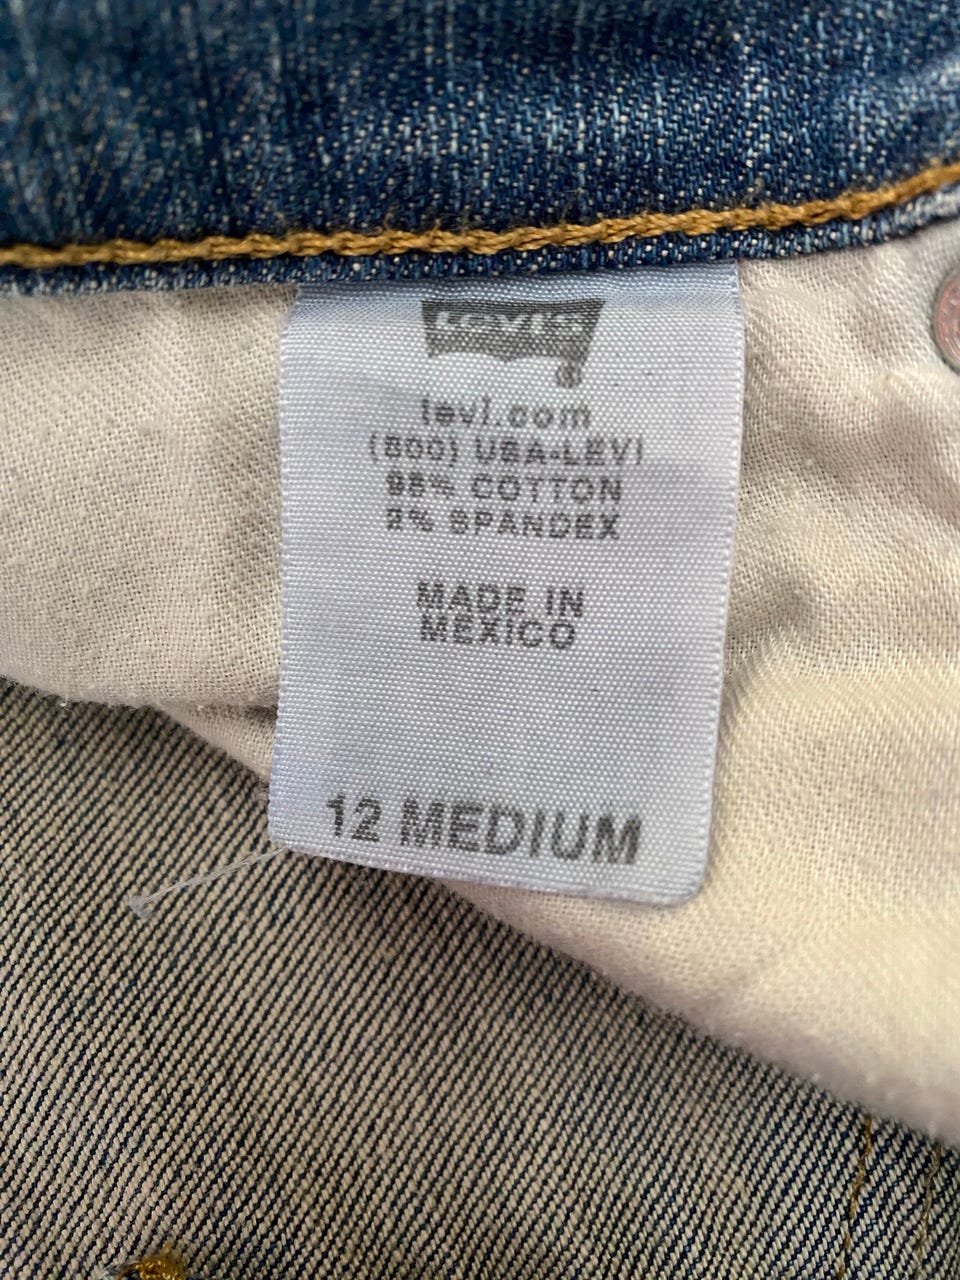 LEVI'S
®
levi.com
(800) USA-LEVI
98% COTTON
2% SPANDEX
MADE IN
MEXICO
12 MEDIUM